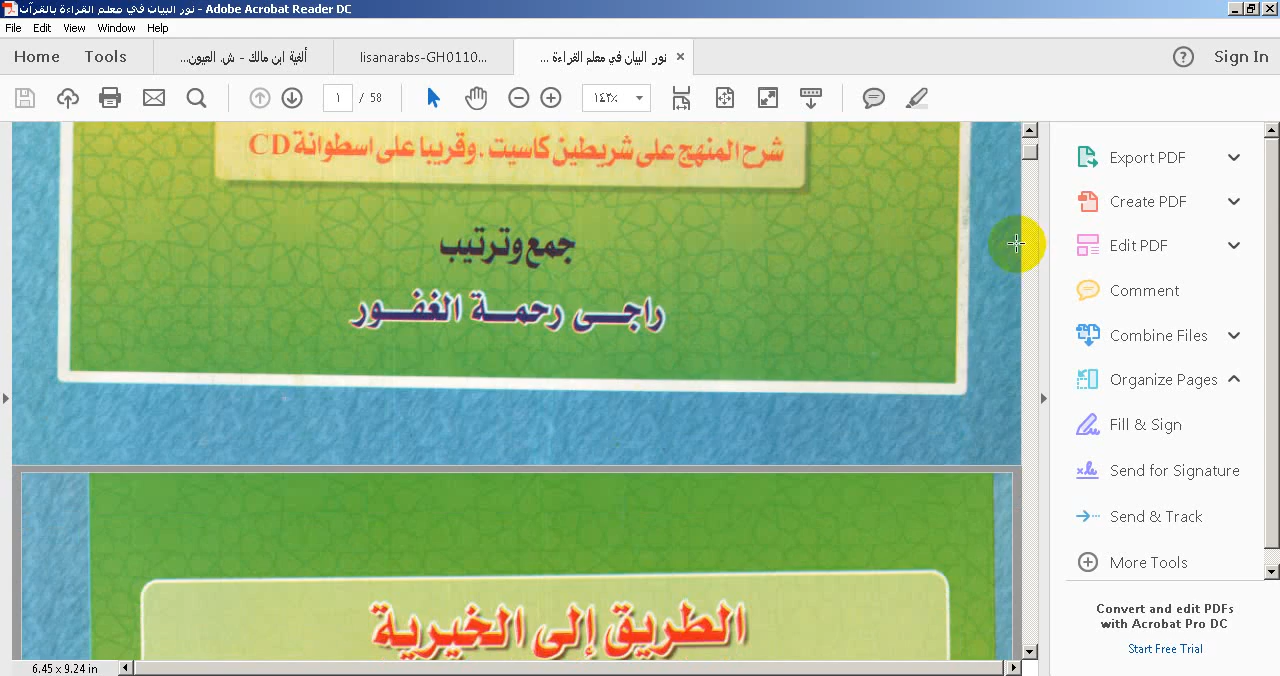 نور البيان في معلم القراءة بالقرآن - Adobe Acrobat Reader DC
File Edit View Window Help
Home Tools
ألفية ابن مالك - ش. العيون...
lisanarabs-GH0110...
نور البيان في معلم القراءة ...
Sign In
١ / 58
١٤٢٪
شرح المنهج على شريطين كاسيت . وقريبا على اسطوانة CD
جمع وترتيب
راجـى رحمـة الغفـور
الطريق إلى الخيرية
Export PDF
Create PDF
Edit PDF
Comment
Combine Files
Organize Pages
Fill & Sign
Send for Signature
Send & Track
More Tools
Convert and edit PDFs
with Acrobat Pro DC
Start Free Trial
6.45 x 9.24 in